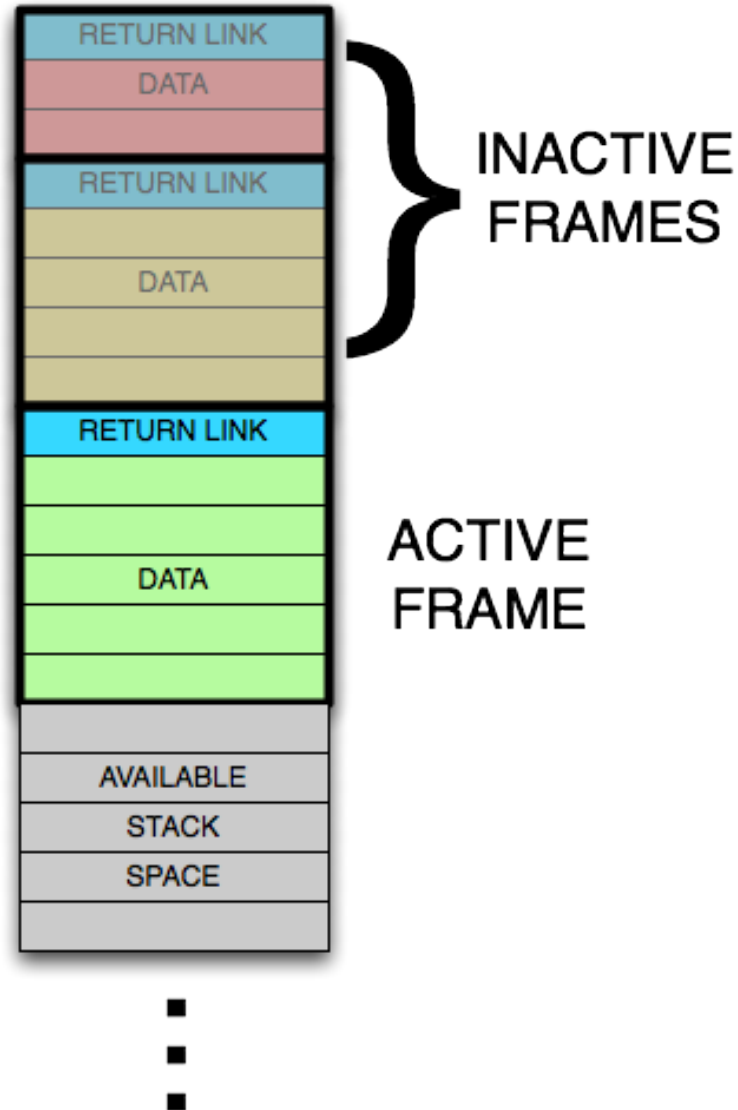 RETURN LINK
DATA
RETURN LINK
DATA
INACTIVE
FRAMES
RETURN LINK
DATA
ACTIVE
FRAME
AVAILABLE
STACK
SPACE